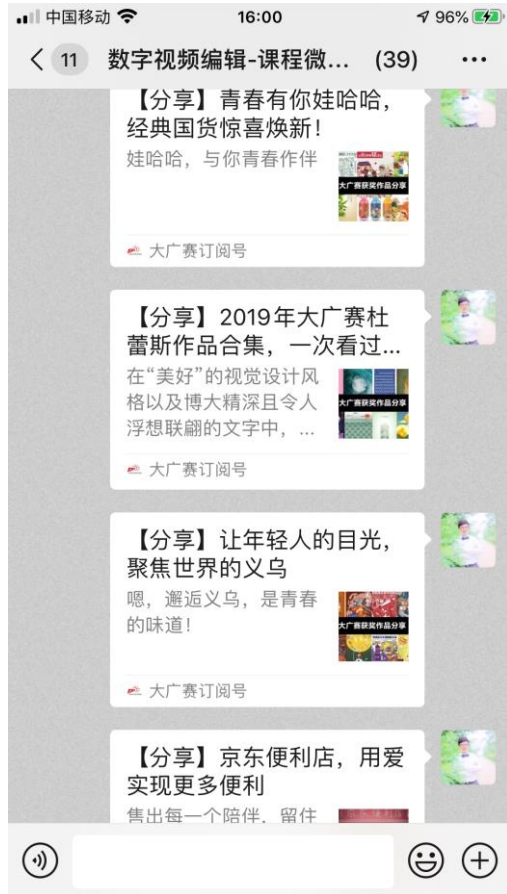 中国移动
16:00
96%
11
数字视频编辑-课程微... (39)
【分享】青春有你娃哈哈，
经典国货惊喜焕新！
娃哈哈，与你青春作伴
大广赛获奖作品分享
大广赛订阅号
【分享】2019年大广赛杜
蕾斯作品合集，一次看过...
在“美好”的视觉设计风
格以及博大精深且令人
浮想联翩的文字中，...
大广赛获奖作品分享
大广赛订阅号
【分享】让年轻人的目光，
聚焦世界的义乌
嗯，邂逅义乌，是青春
的味道！
大广赛获奖作品分享
大广赛订阅号
【分享】京东便利店，用爱
实现更多便利
售出每一个陪伴，留住